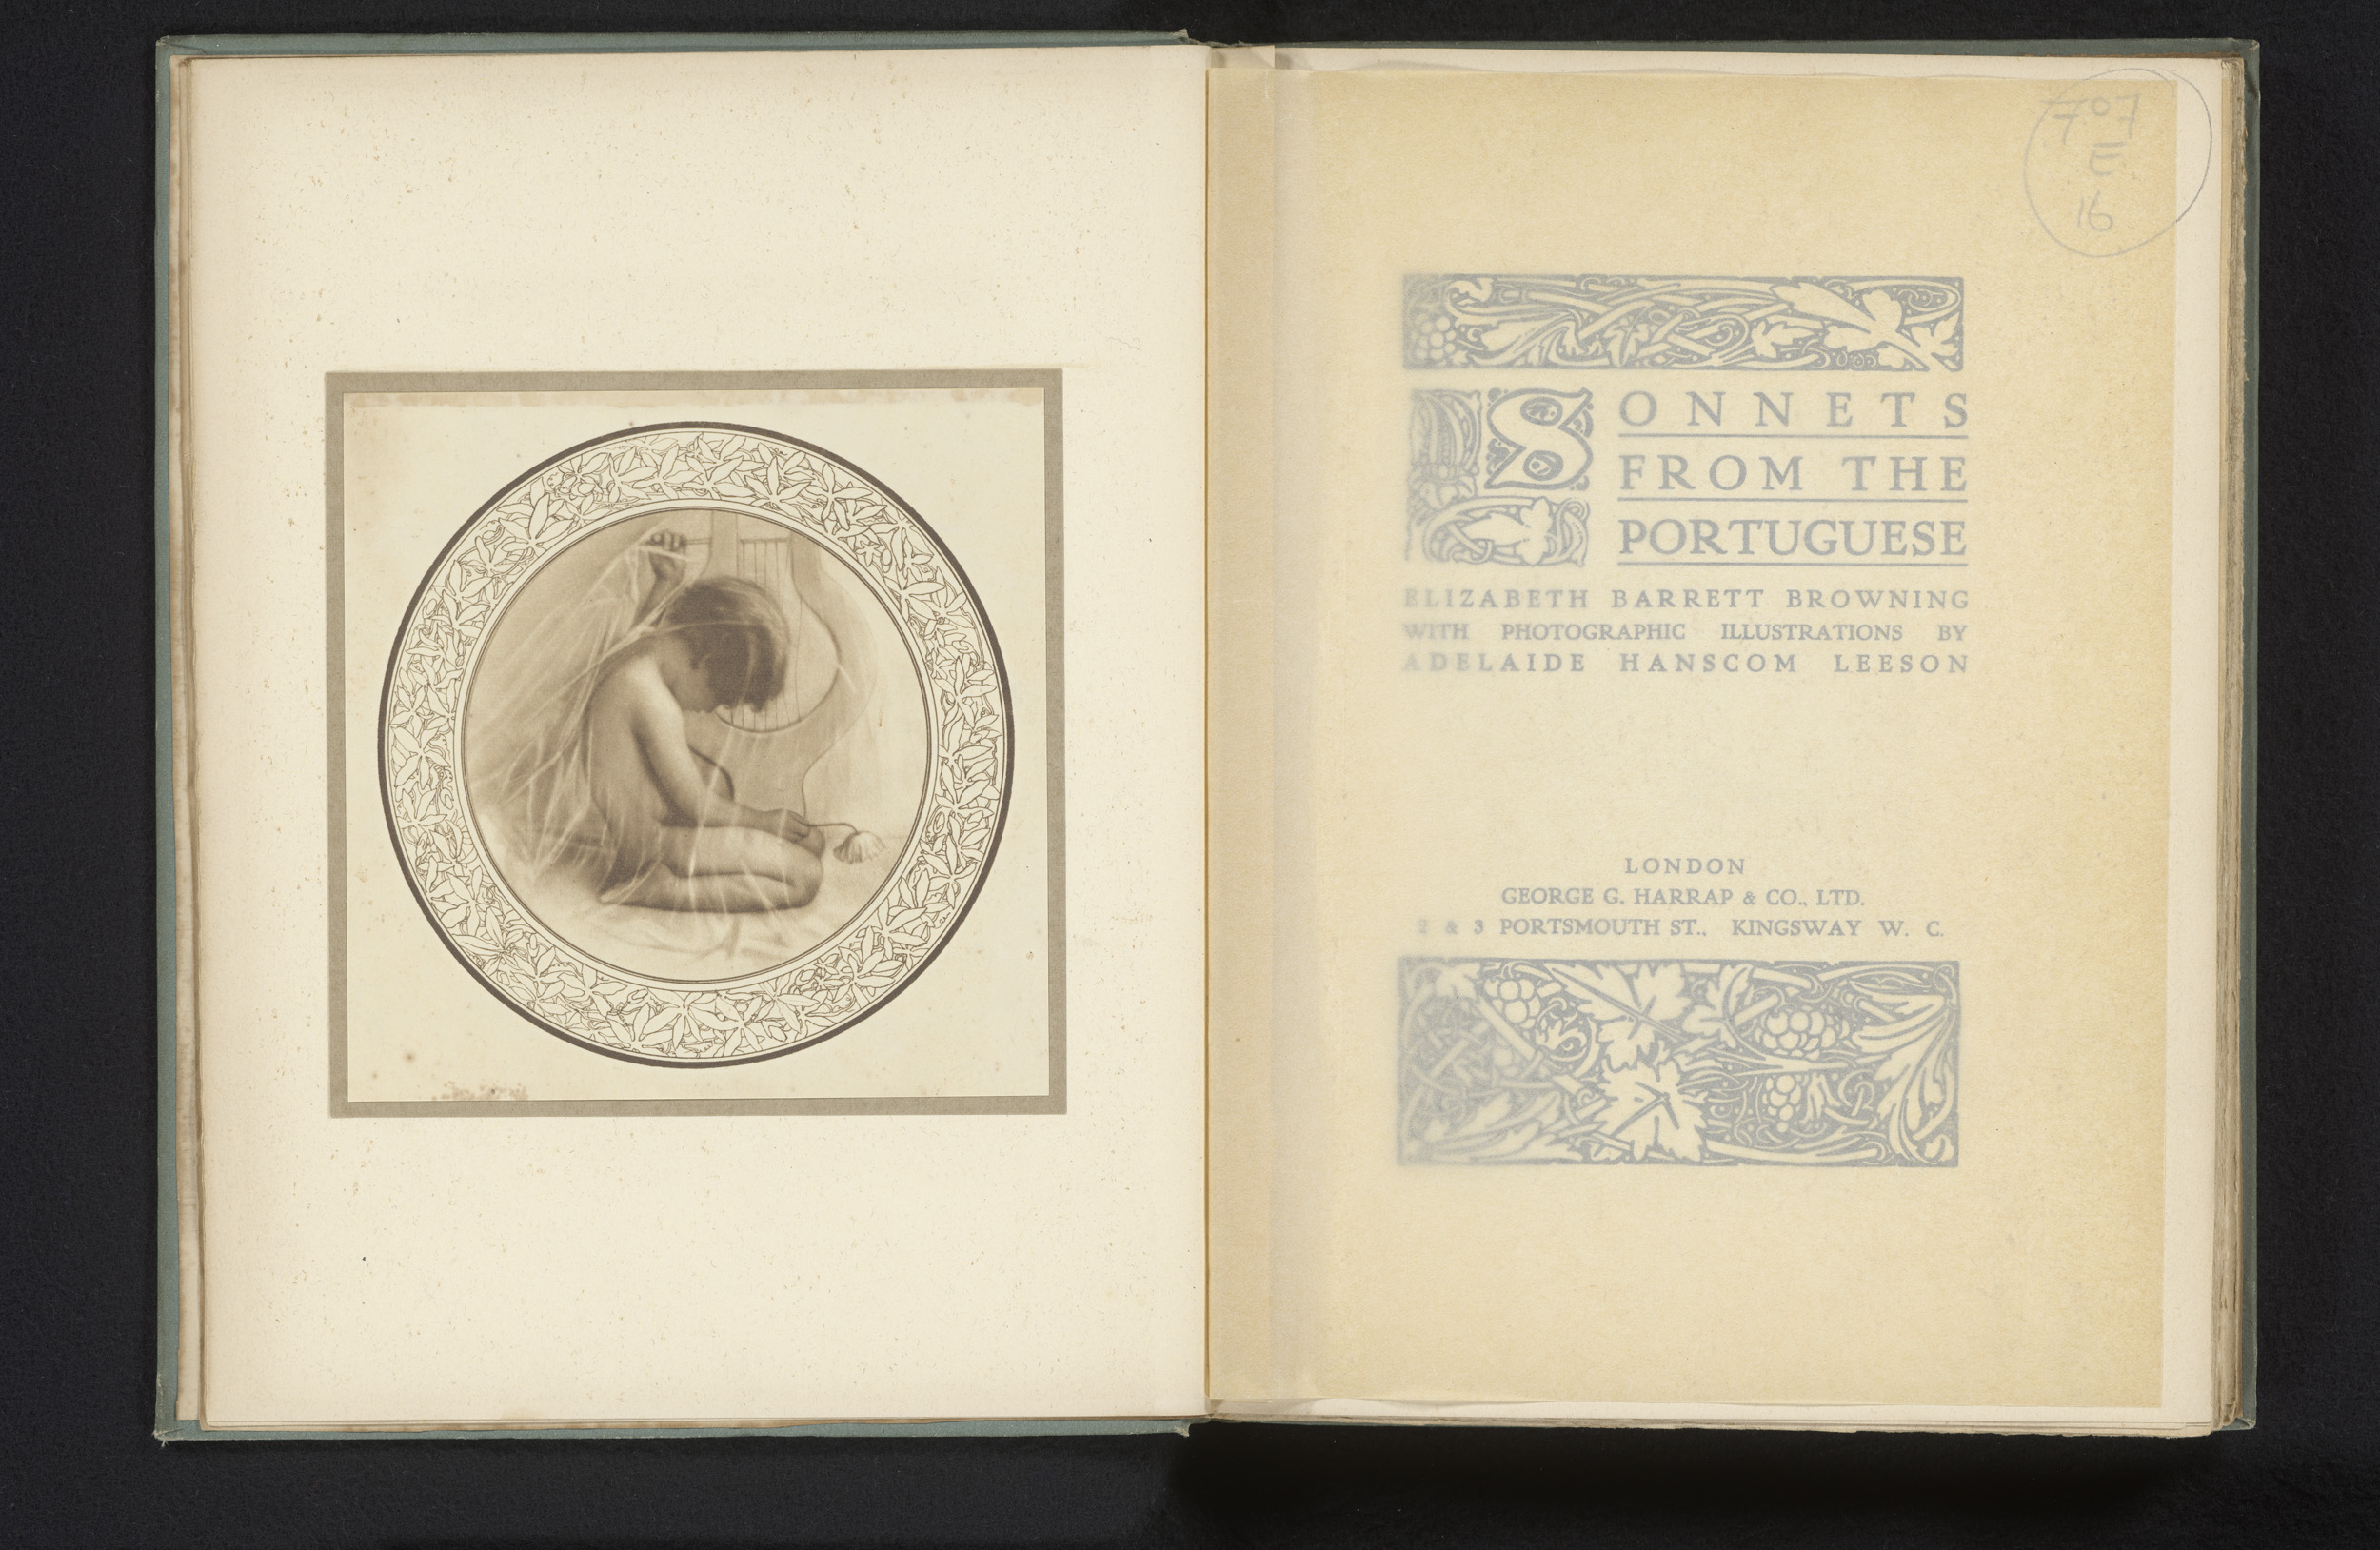 707
E
16
SONNETS
FROM THE
PORTUGUESE
ELIZABETH BARRETT BROWNING
WITH PHOTOGRAPHIC ILLUSTRATIONS BY
ADELAIDE HANSCOM LEESON
LONDON
GEORGE G. HARRAP & CO., LTD.
2 & 3 PORTSMOUTH ST., KINGSWAY W. C.